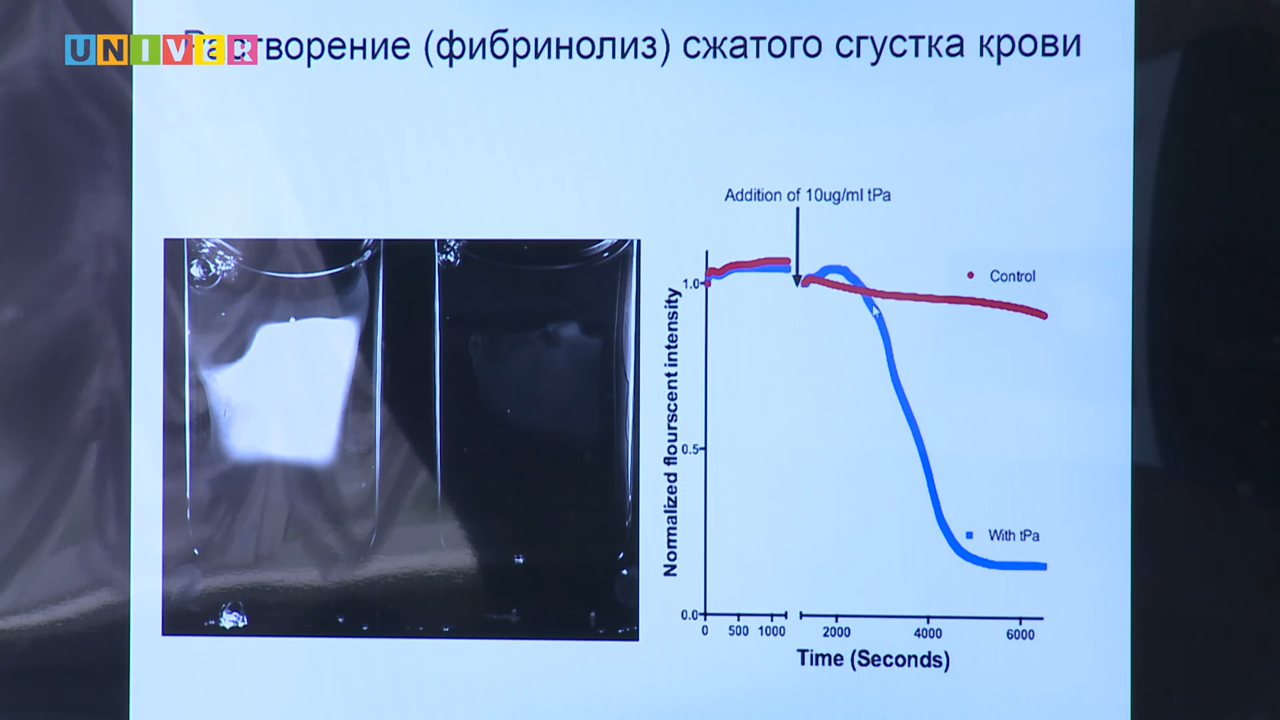 UNIVER
Растворение (фибринолиз) сжатого сгустка крови
Addition of 10ug/ml tPa
Control
With tPa
Normalized flourscent intensity
1.0
0.5
0.0
0 500 1000 2000 4000 6000
Time (Seconds)